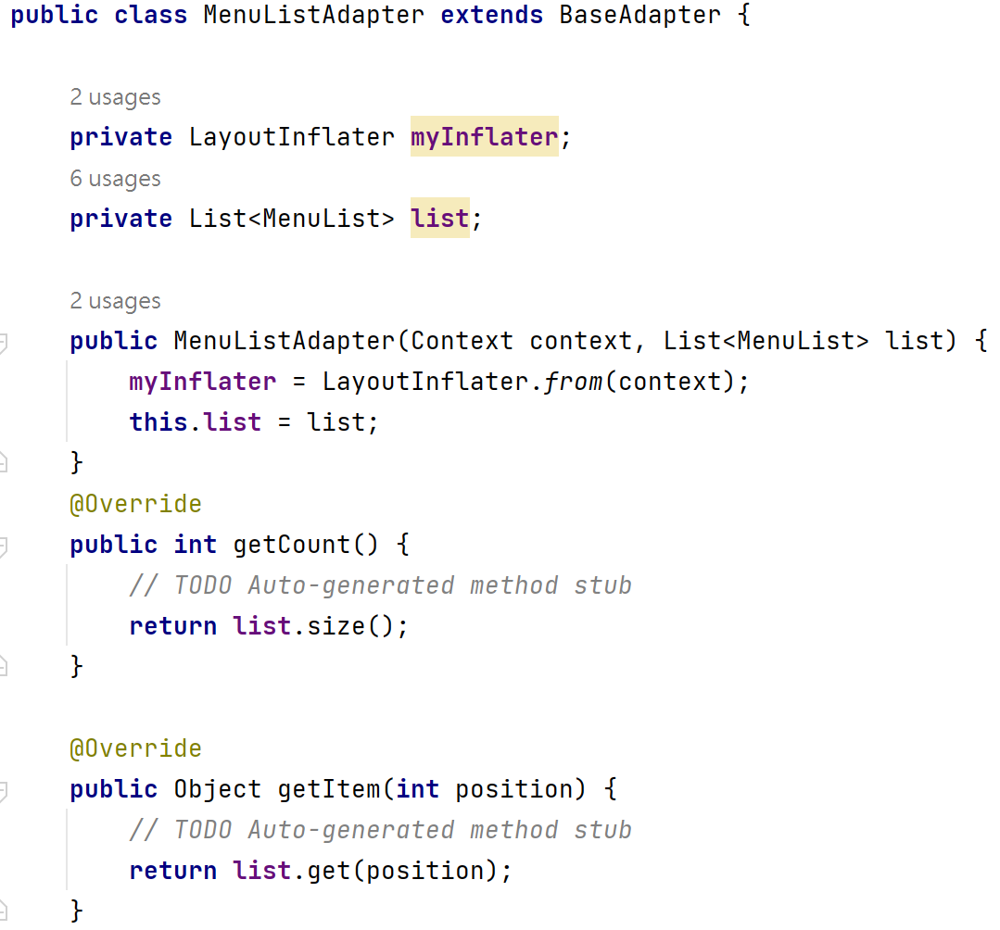 public class MenuListAdapter extends BaseAdapter {
2 usages
private LayoutInflater myInflater;
6 usages
private List<MenuList> list;
2 usages
public MenuListAdapter(Context context, List<MenuList> list) {
myInflater = LayoutInflater.from(context);
this.list = list;
}
@Override
public int getCount() {
// TODO Auto-generated method stub
return list.size();
}
@Override
public Object getItem(int position) {
// TODO Auto-generated method stub
return list.get(position);
}